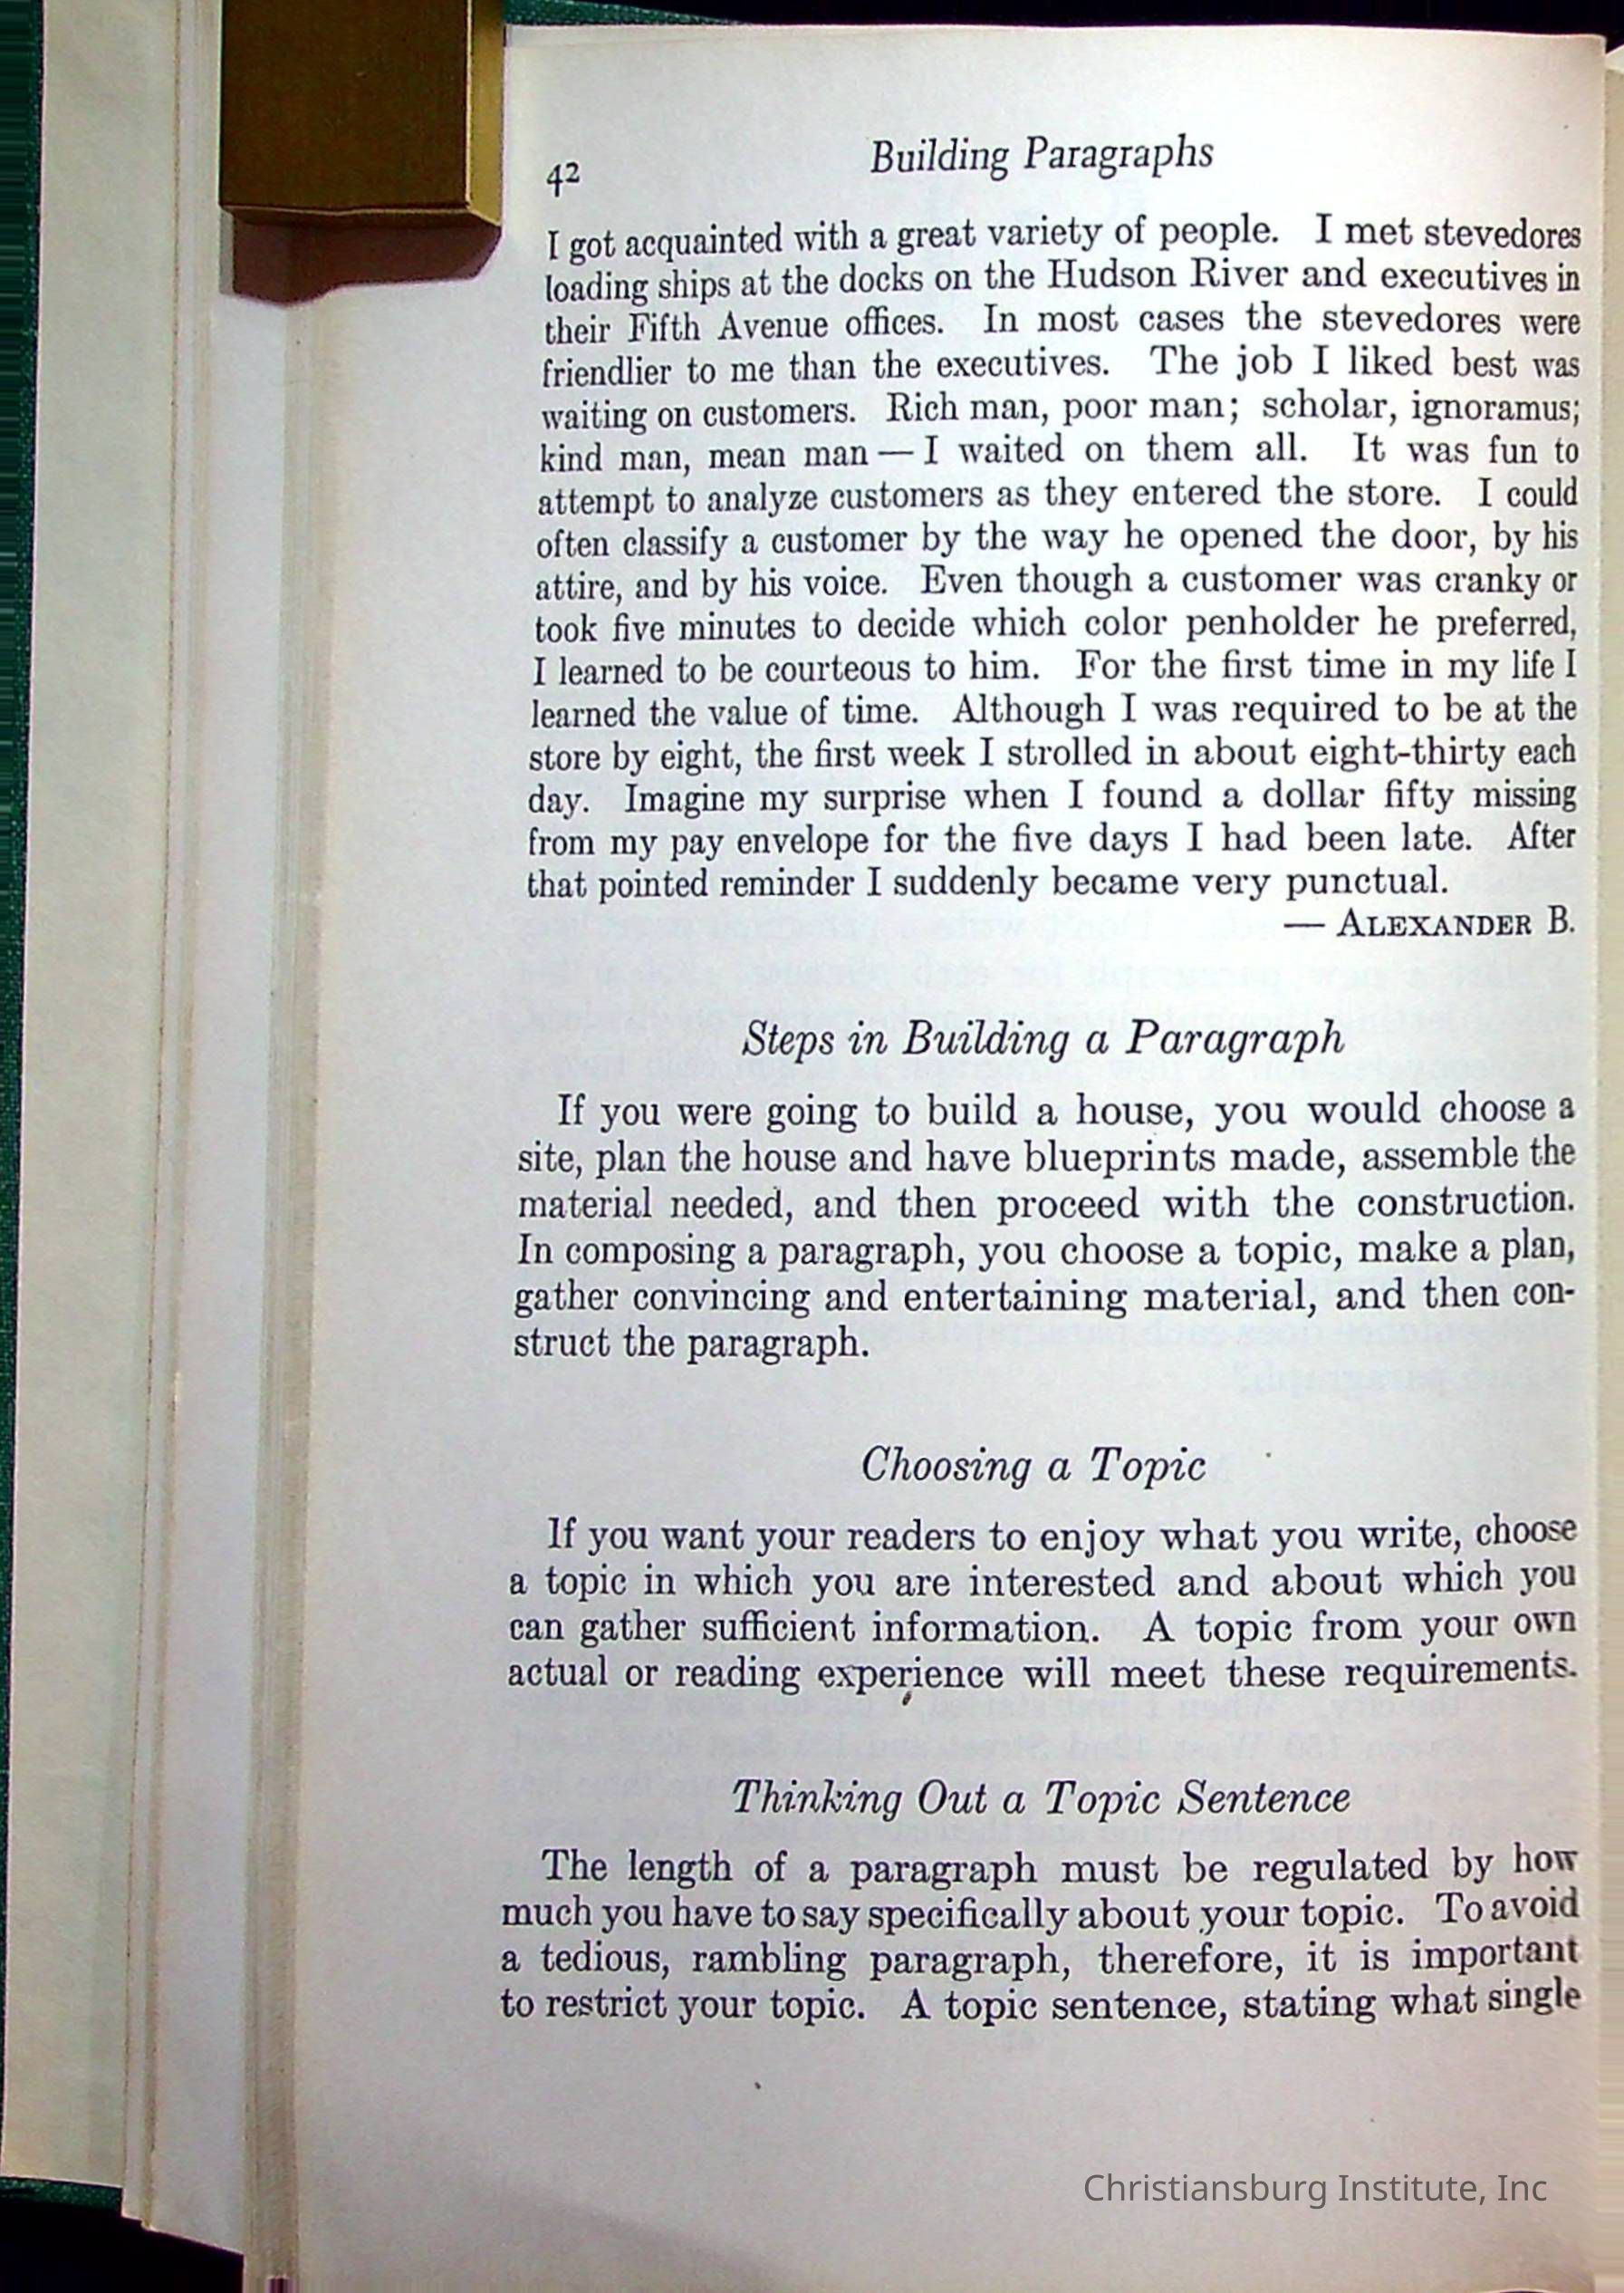 42
Building Paragraphs
I got acquainted with a great variety of people. I met stevedores
loading ships at the docks on the Hudson River and executives in
their Fifth Avenue offices. In most cases the stevedores were
friendlier to me than the executives. The job I liked best was
waiting on customers. Rich man, poor man; scholar, ignoramus;
kind man, mean man — I waited on them all. It was fun to
attempt to analyze customers as they entered the store. I could
often classify a customer by the way he opened the door, by his
attire, and by his voice. Even though a customer was cranky or
took five minutes to decide which color penholder he preferred,
I learned to be courteous to him. For the first time in my life I
learned the value of time. Although I was required to be at the
store by eight, the first week I strolled in about eight-thirty each
day. Imagine my surprise when I found a dollar fifty missing
from my pay envelope for the five days I had been late. After
that pointed reminder I suddenly became very punctual.
— ALEXANDER B.
Steps in Building a Paragraph
If you were going to build a house, you would choose a
site, plan the house and have blueprints made, assemble the
material needed, and then proceed with the construction.
In composing a paragraph, you choose a topic, make a plan,
gather convincing and entertaining material, and then con-
struct the paragraph.
Choosing a Topic
If you want your readers to enjoy what you write, choose
a topic in which you are interested and about which you
can gather sufficient information. A topic from your own
actual or reading experience will meet these requirements.
Thinking Out a Topic Sentence
The length of a paragraph must be regulated by how
much you have to say specifically about your topic. To avoid
a tedious, rambling paragraph, therefore, it is important
to restrict your topic. A topic sentence, stating what single
Christiansburg Institute, Inc